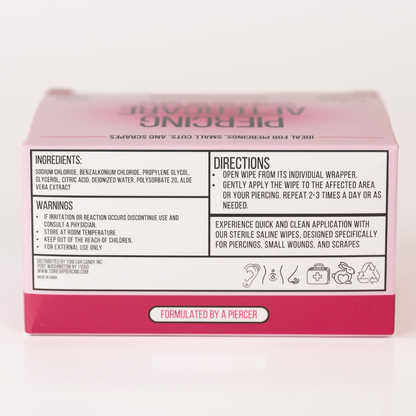 PIERCING
AFTERCARE
IDEAL FOR PIERCINGS, SMALL CUTS, AND SCRAPES
INGREDIENTS:
SODIUM CHLORIDE, BENZALKONIUM CHLORIDE, PROPYLENE GLYCOL,
GLYCEROL, CITRIC ACID, DEIONIZED WATER, POLYSORBATE 20, ALOE
VERA EXTRACT
WARNINGS
• IF IRRITATION OR REACTION OCCURS DISCONTINUE USE AND
CONSULT A PHYSICIAN.
• STORE AT ROOM TEMPERATURE.
• KEEP OUT OF THE REACH OF CHILDREN.
• FOR EXTERNAL USE ONLY
DISTRIBUTED BY TORI EAR CANDY INC
PORT WASHINGTON NY 11050
WWW.TORIEARPIERCING.COM
MADE IN CHINA
DIRECTIONS
• OPEN WIPE FROM ITS INDIVIDUAL WRAPPER.
• GENTLY APPLY THE WIPE TO THE AFFECTED AREA
OR YOUR PIERCING. REPEAT 2-3 TIMES A DAY OR AS
NEEDED.
EXPERIENCE QUICK AND CLEAN APPLICATION WITH
OUR STERILE SALINE WIPES, DESIGNED SPECIFICALLY
FOR PIERCINGS, SMALL WOUNDS, AND SCRAPES
FORMULATED BY A PIERCER